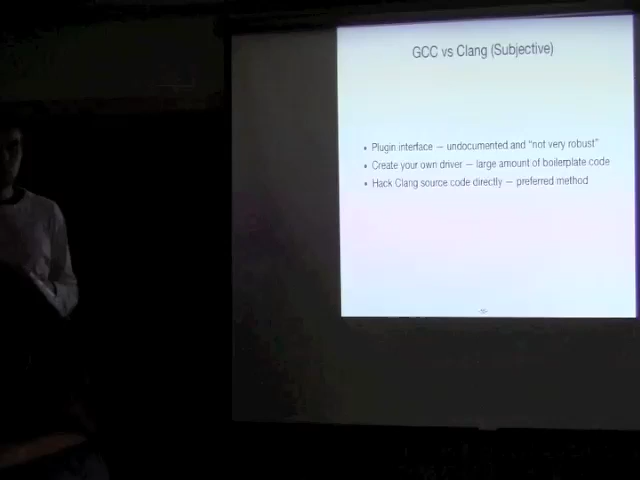 GCC vs Clang (Subjective)
• Plugin interface — undocumented and “not very robust”
• Create your own driver — large amount of boilerplate code
• Hack Clang source code directly — preferred method